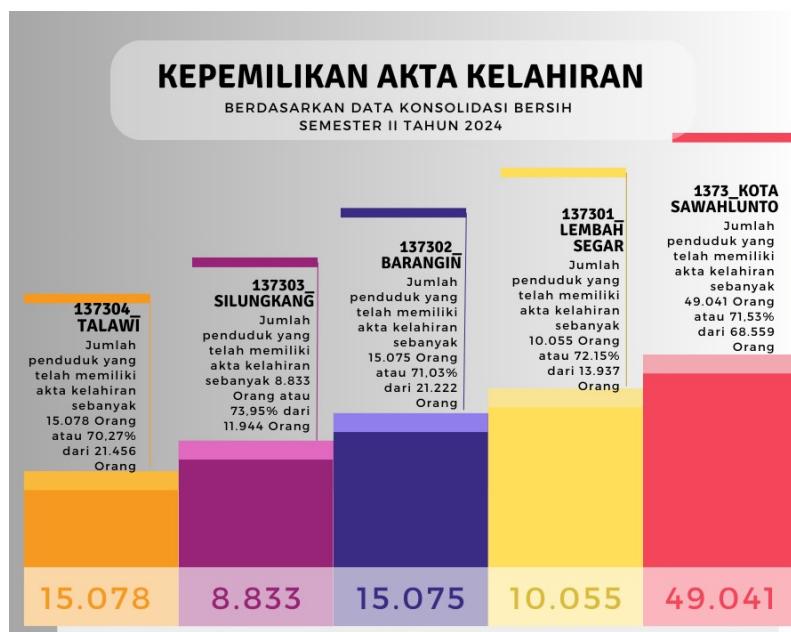 KEPEMILIKAN AKTA KELAHIRAN
BERDASARKAN DATA KONSOLIDASI BERSIH
SEMESTER II TAHUN 2024
137304_
TALAWI
Jumlah
penduduk yang
telah memiliki
akta kelahiran
sebanyak
15.078 Orang
atau 70,27%
dari 21.456
Orang
137303_
SILUNGKANG
Jumlah
penduduk yang
telah memiliki
akta kelahiran
sebanyak 8.833
Orang atau
73,95% dari
11.944 Orang
137302_
BARANGIN
Jumlah
penduduk yang
telah memiliki
akta kelahiran
sebanyak
15.075 Orang
atau 71,03%
dari 21.222
Orang
137301_
LEMBAH
SEGAR
Jumlah
penduduk yang
telah memiliki
akta kelahiran
sebanyak
10.055 Orang
atau 72.15%
dari 13.937
Orang
1373_KOTA
SAWAHLUNTO
Jumlah
penduduk yang
telah memiliki
akta kelahiran
sebanyak
49.041 Orang
atau 71,53%
dari 68.559
Orang
15.078
8.833
15.075
10.055
49.041